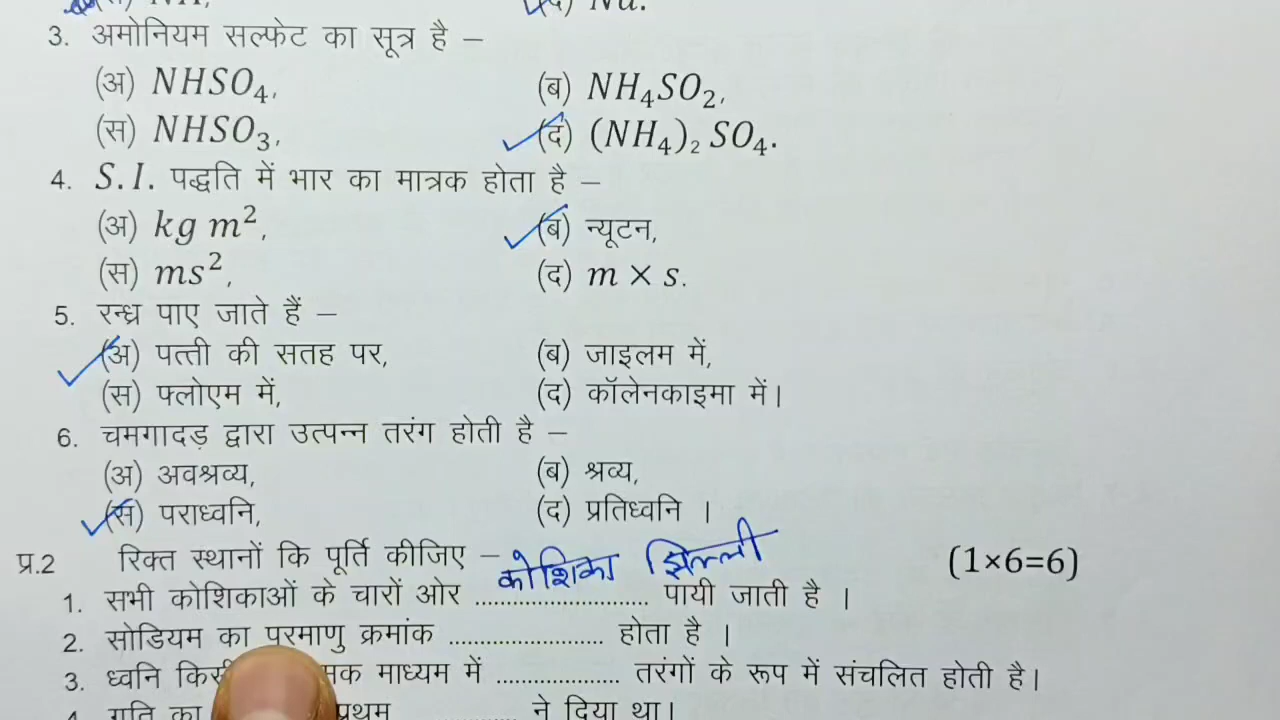 3. अमोनियम सल्फेट का सूत्र है –
(अ) NHSO₄, (ब) NH₄SO₂,
(स) NHSO₃, (द) (NH₄)₂ SO₄.
4. S.I. पद्धति में भार का मात्रक होता है –
(अ) kg m², (ब) न्यूटन,
(स) ms², (द) m × s.
5. रन्ध्र पाए जाते हैं –
(अ) पत्ती की सतह पर, (ब) जाइलम में,
(स) फ्लोएम में, (द) कॉलेनकाइमा में।
6. चमगादड़ द्वारा उत्पन्न तरंग होती है –
(अ) अवश्रव्य, (ब) श्रव्य,
(स) पराध्वनि, (द) प्रतिध्वनि ।
प्र.2 रिक्त स्थानों कि पूर्ति कीजिए – (1×6=6)
कोशिका झिल्ली
1. सभी कोशिकाओं के चारों ओर .......................... पायी जाती है ।
2. सोडियम का परमाणु क्रमांक ....................... होता है ।
3. ध्वनि माध्यम में .................. तरंगों के रूप में संचलित होती है।
4. गति का प्रथम ने दिया था।